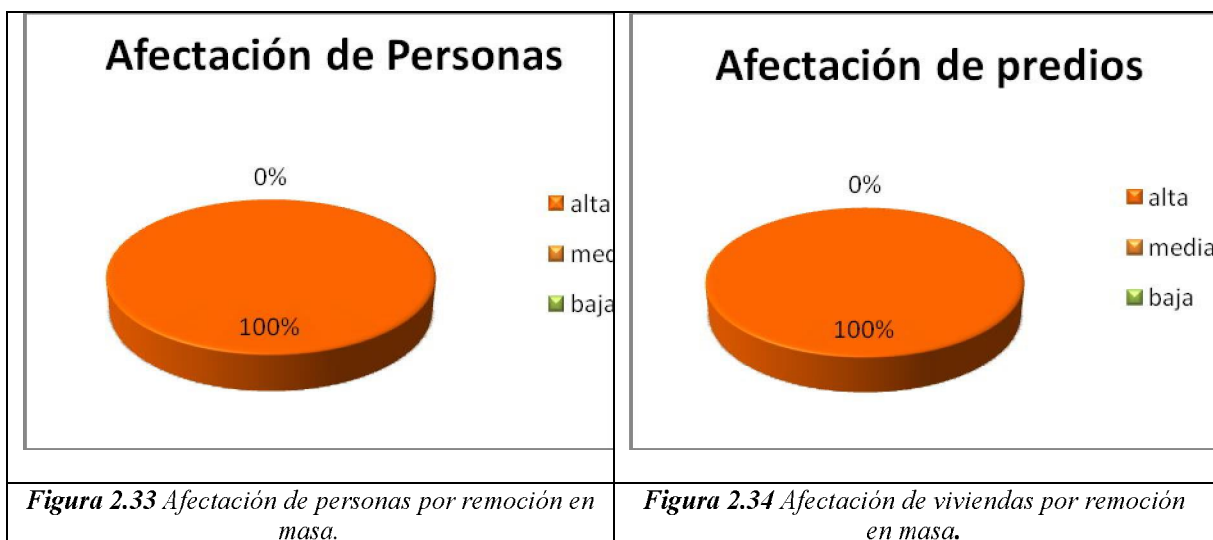 Afectación de Personas
0%
100%
alta
med
baja
Figura 2.33 Afectación de personas por remoción en
masa.
Afectación de predios
0%
100%
alta
media
baja
Figura 2.34 Afectación de viviendas por remoción
en masa.